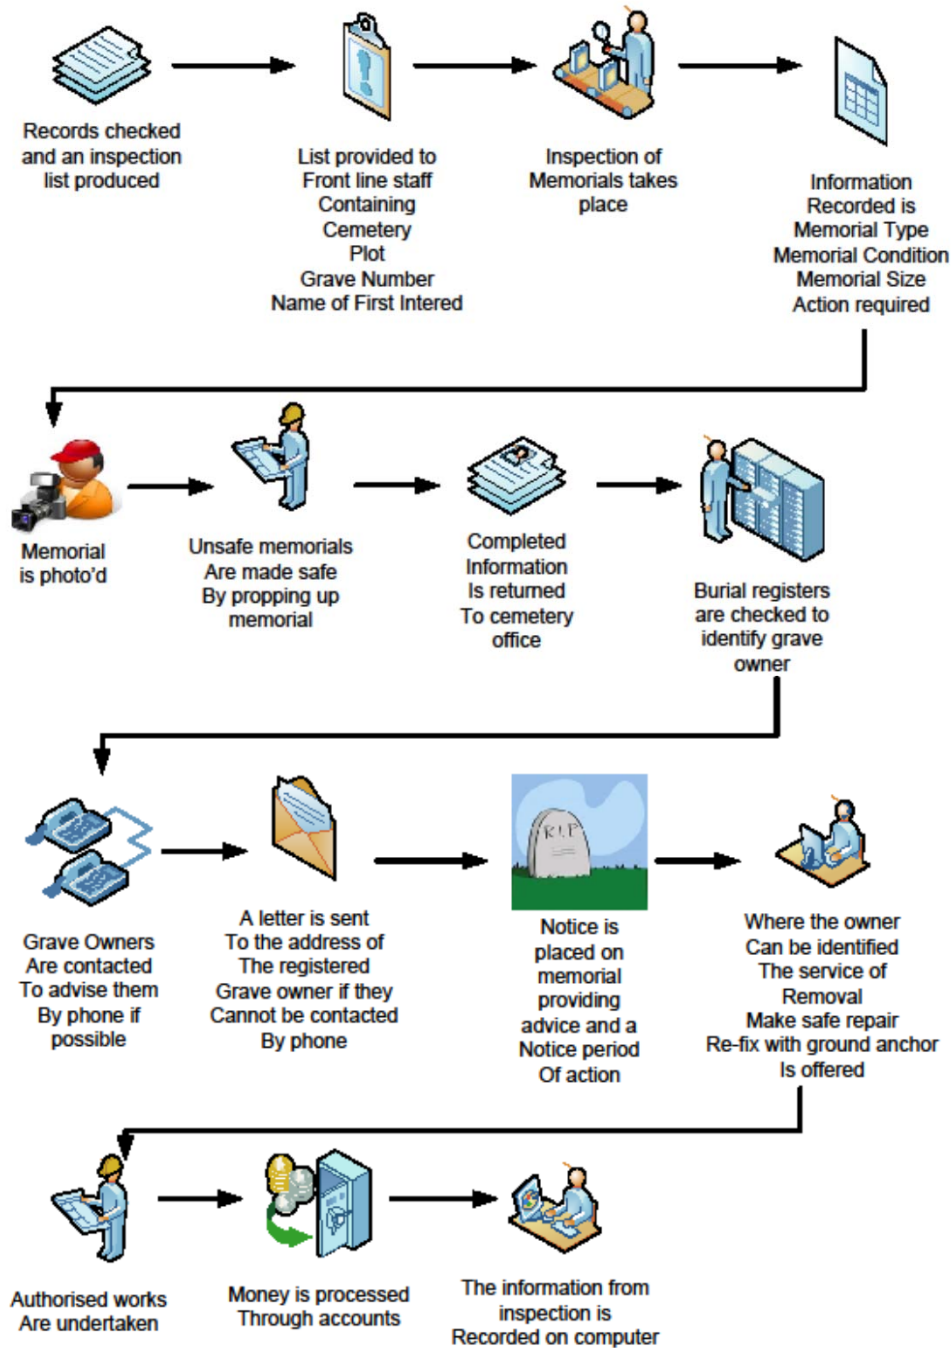 Records checked
and an inspection
list produced
List provided to
Front line staff
Containing
Cemetery
Plot
Grave Number
Name of First Intered
Inspection of
Memorials takes
place
Information
Recorded is
Memorial Type
Memorial Condition
Memorial Size
Action required
Memorial
is photo'd
Unsafe memorials
Are made safe
By propping up
memorial
Completed
Information
Is returned
To cemetery
office
Burial registers
are checked to
identify grave
owner
Grave Owners
Are contacted
To advise them
By phone if
possible
A letter is sent
To the address of
The registered
Grave owner if they
Cannot be contacted
By phone
R.I.P
Notice is
placed on
memorial
providing
advice and a
Notice period
Of action
Where the owner
Can be identified
The service of
Removal
Make safe repair
Re-fix with ground anchor
Is offered
Authorised works
Are undertaken
Money is processed
Through accounts
The information from
inspection is
Recorded on computer